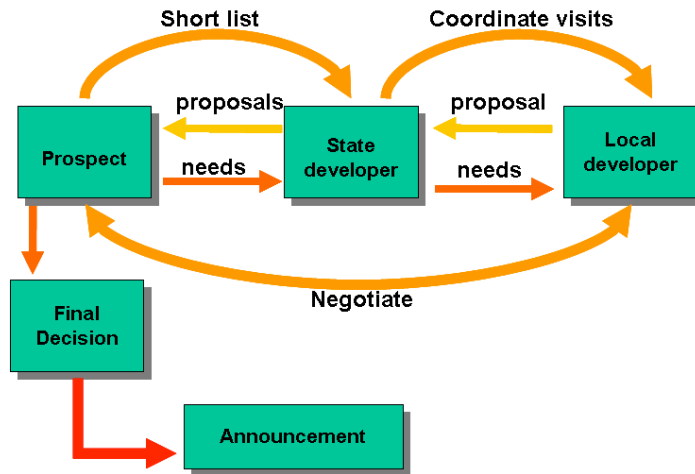 Short list
Coordinate visits
proposals
proposal
Prospect
State
developer
Local
developer
needs
needs
Negotiate
Final
Decision
Announcement